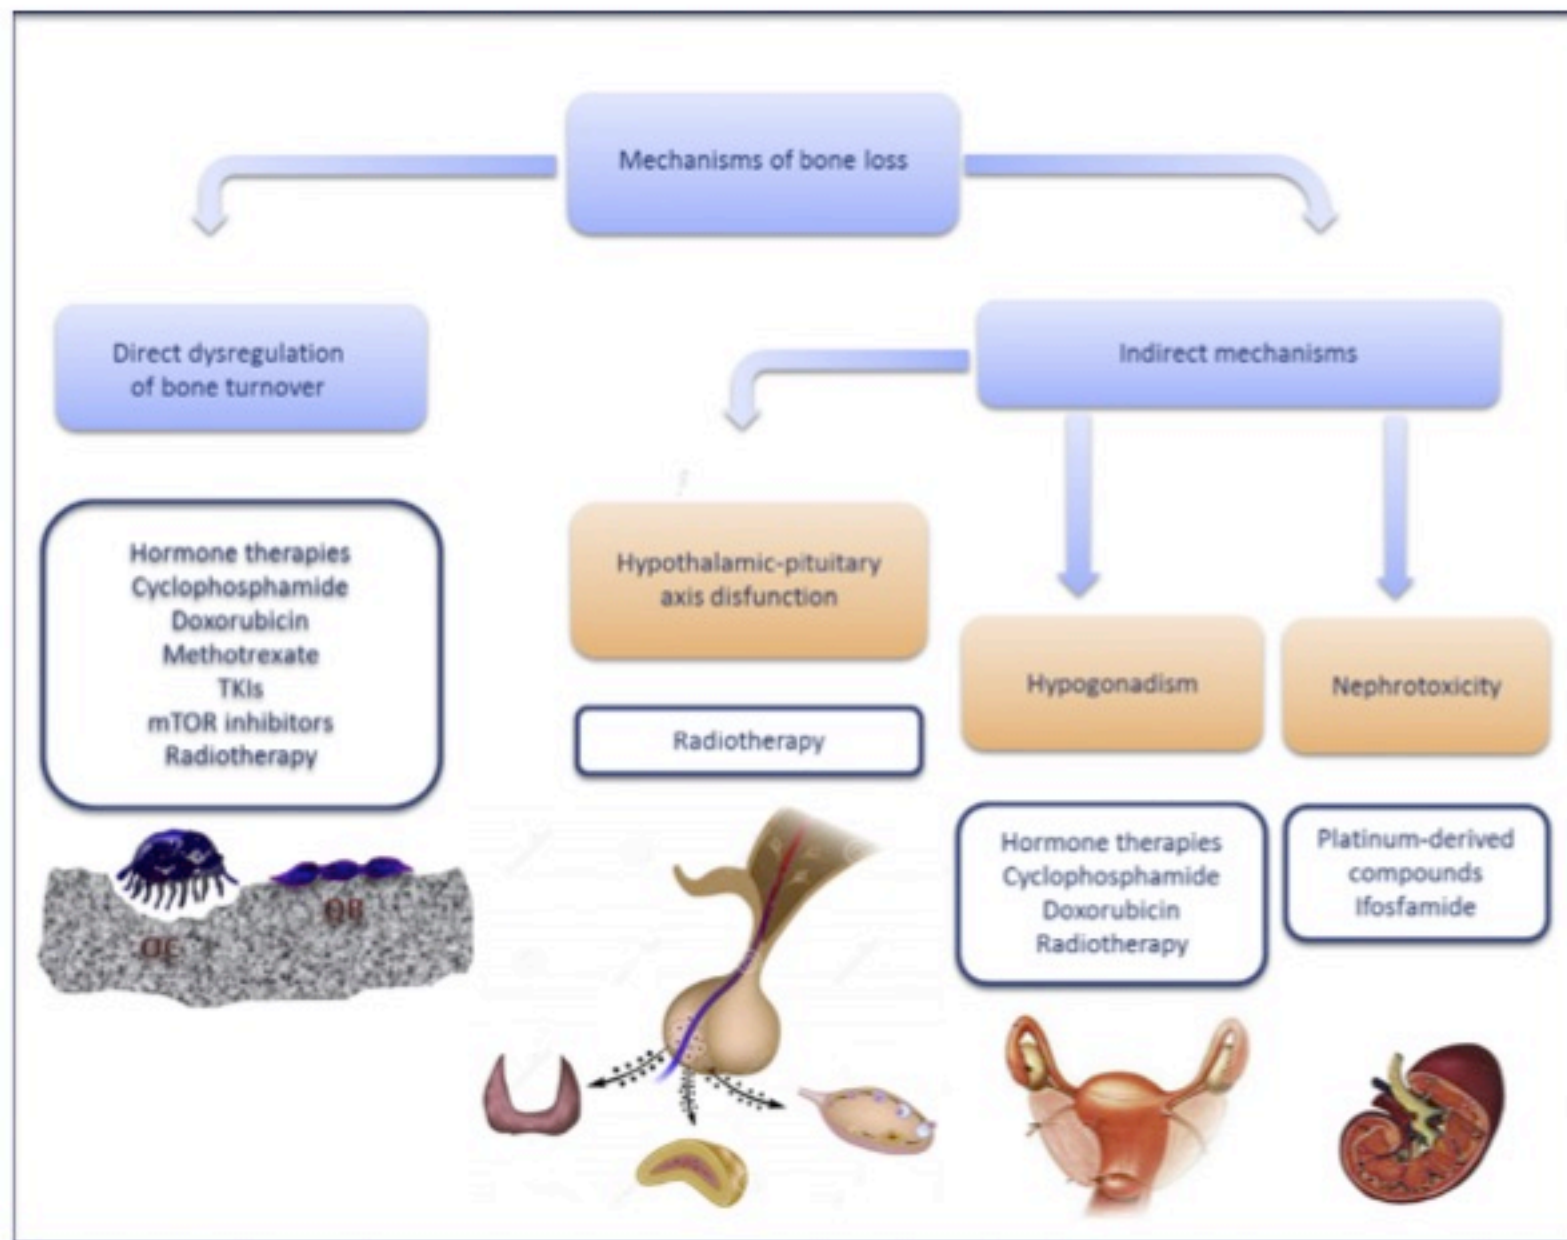 Mechanisms of bone loss
Direct dysregulation
of bone turnover
Indirect mechanisms
Hormone therapies
Cyclophosphamide
Doxorubicin
Methotrexate
TKIs
mTOR inhibitors
Radiotherapy
Hypothalamic-pituitary
axis disfunction
Radiotherapy
Hypogonadism
Nephrotoxicity
Hormone therapies
Cyclophosphamide
Doxorubicin
Radiotherapy
Platinum-derived
compounds
Ifosfamide
OB